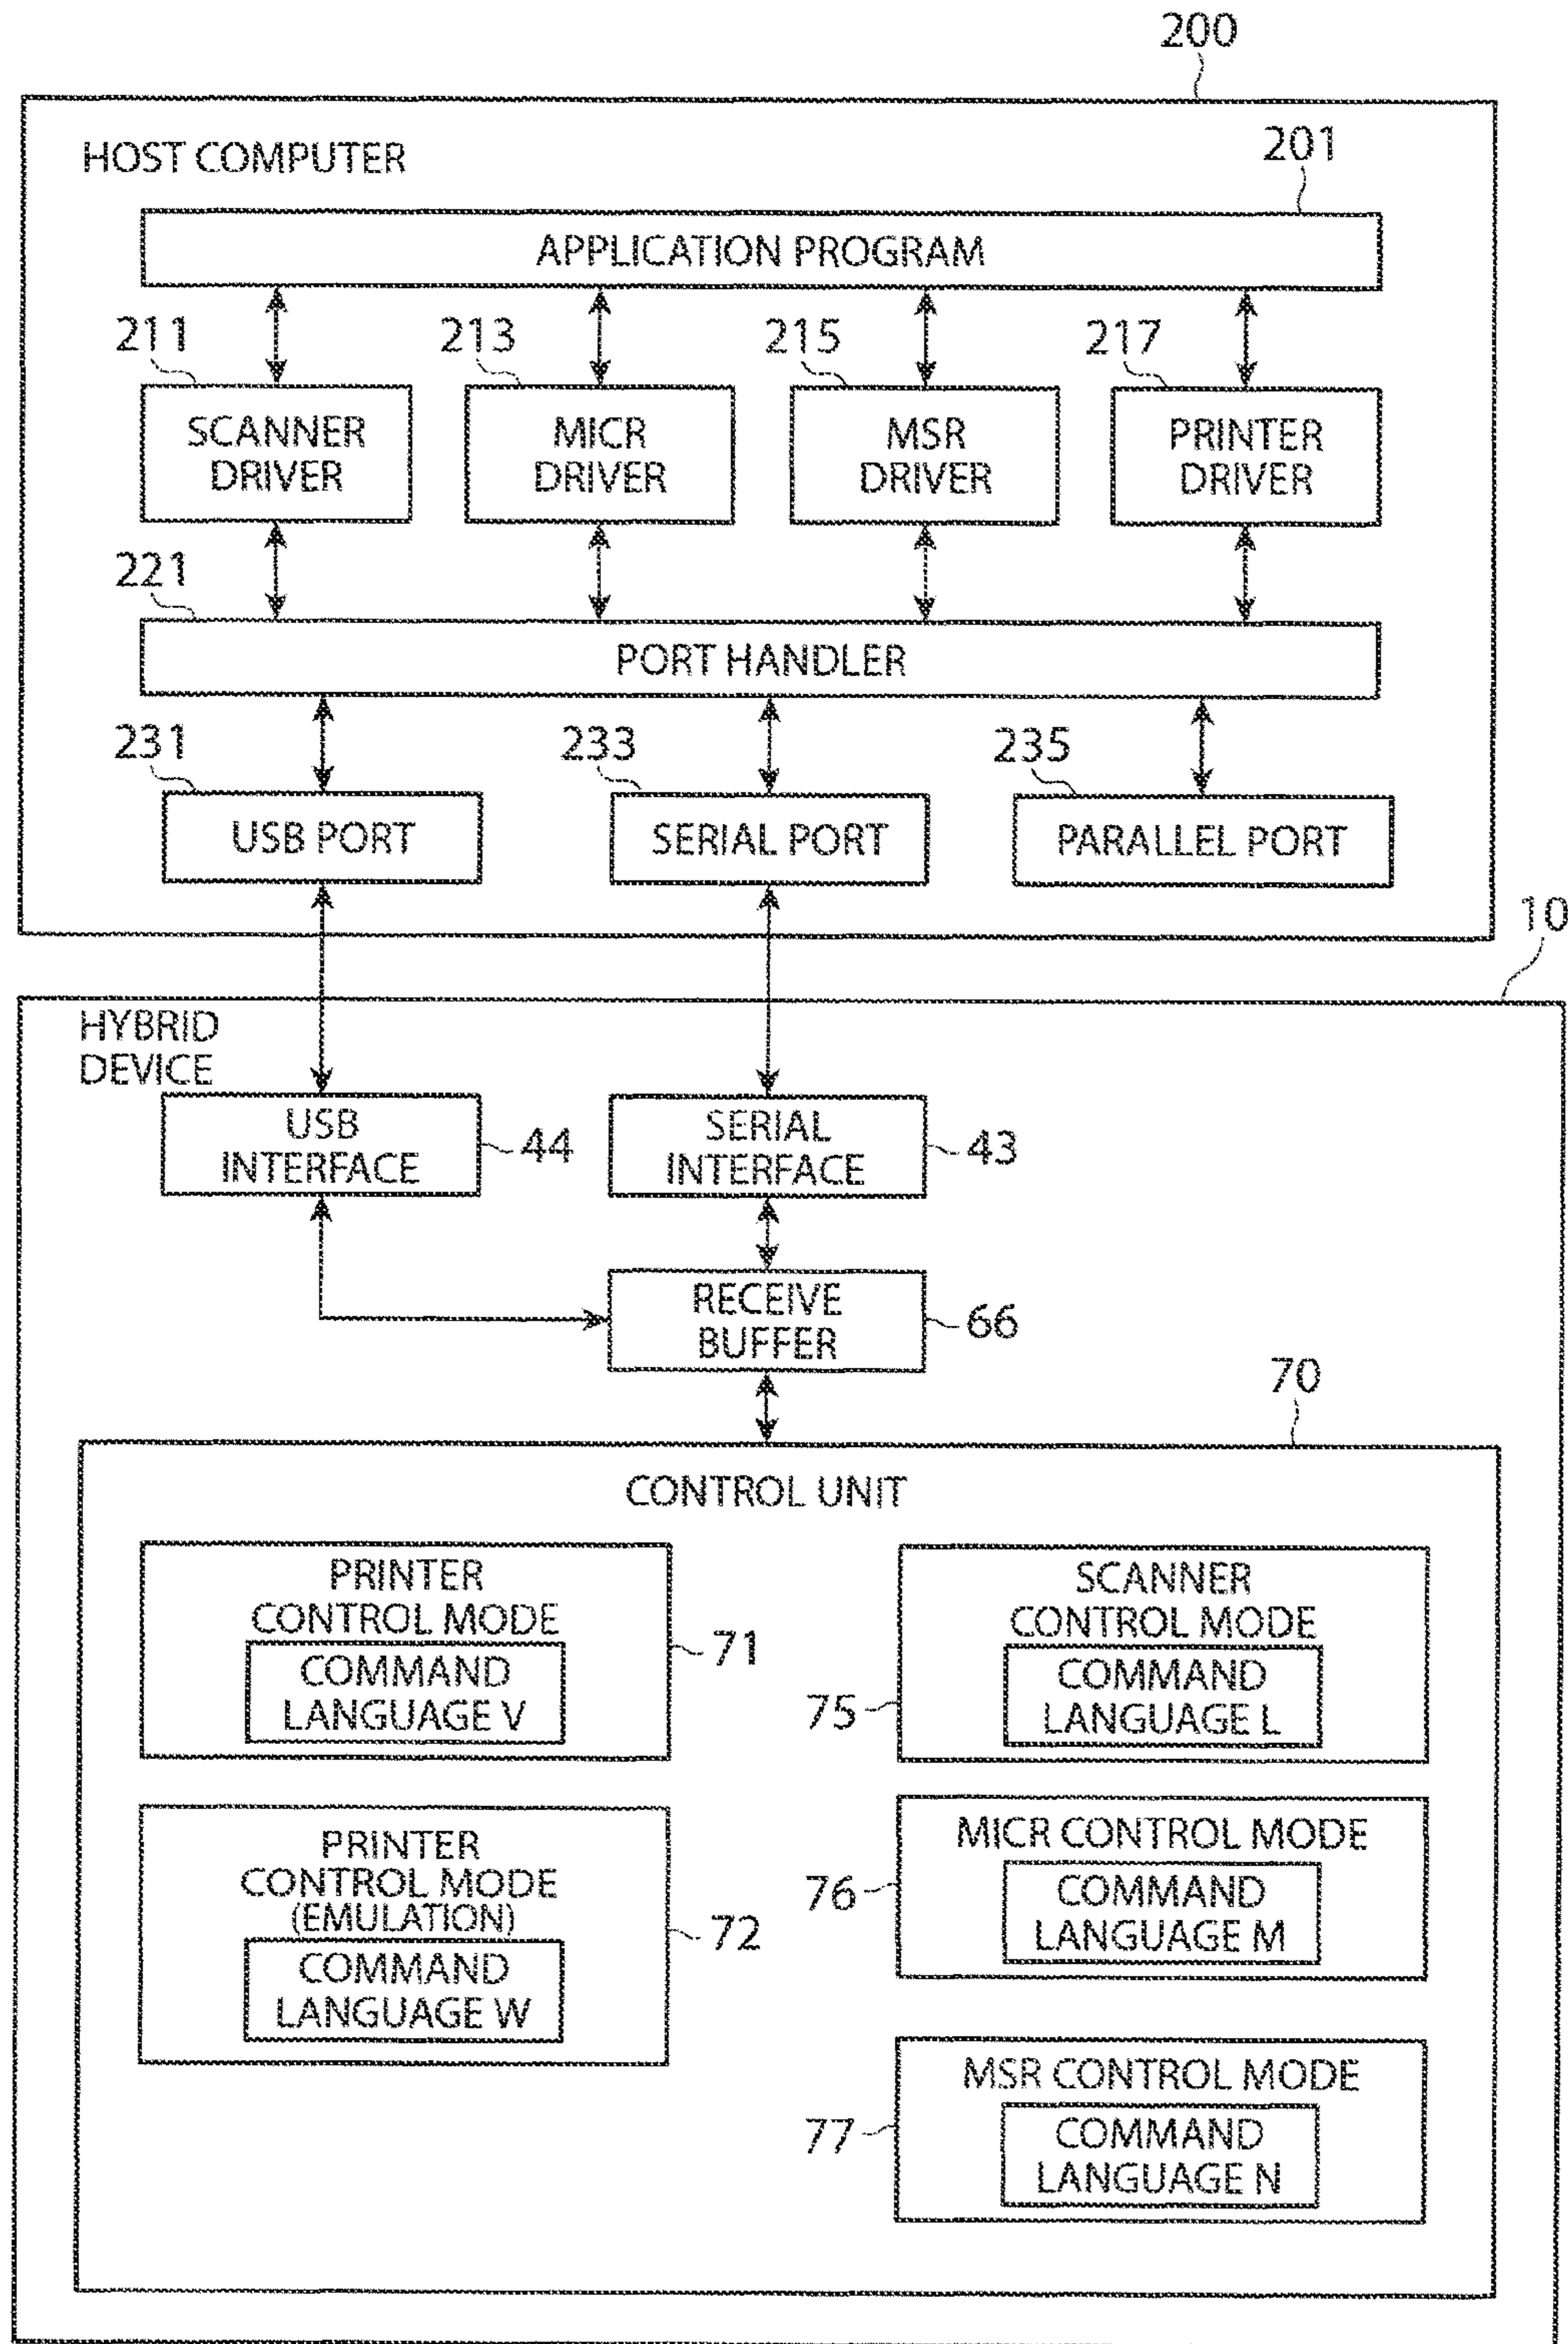 200
HOST COMPUTER
201
APPLICATION PROGRAM
211
213
215
217
SCANNER
DRIVER
MICR
DRIVER
MSR
DRIVER
PRINTER
DRIVER
221
PORT HANDLER
231
233
235
USB PORT
SERIAL PORT
PARALLEL PORT
10
HYBRID
DEVICE
USB
INTERFACE
44
SERIAL
INTERFACE
43
RECEIVE
BUFFER
66
70
CONTROL UNIT
PRINTER
CONTROL MODE
COMMAND
LANGUAGE V
71
SCANNER
CONTROL MODE
COMMAND
LANGUAGE L
75
PRINTER
CONTROL MODE
(EMULATION)
COMMAND
LANGUAGE W
72
MICR CONTROL MODE
COMMAND
LANGUAGE M
76
MSR CONTROL MODE
COMMAND
LANGUAGE N
77